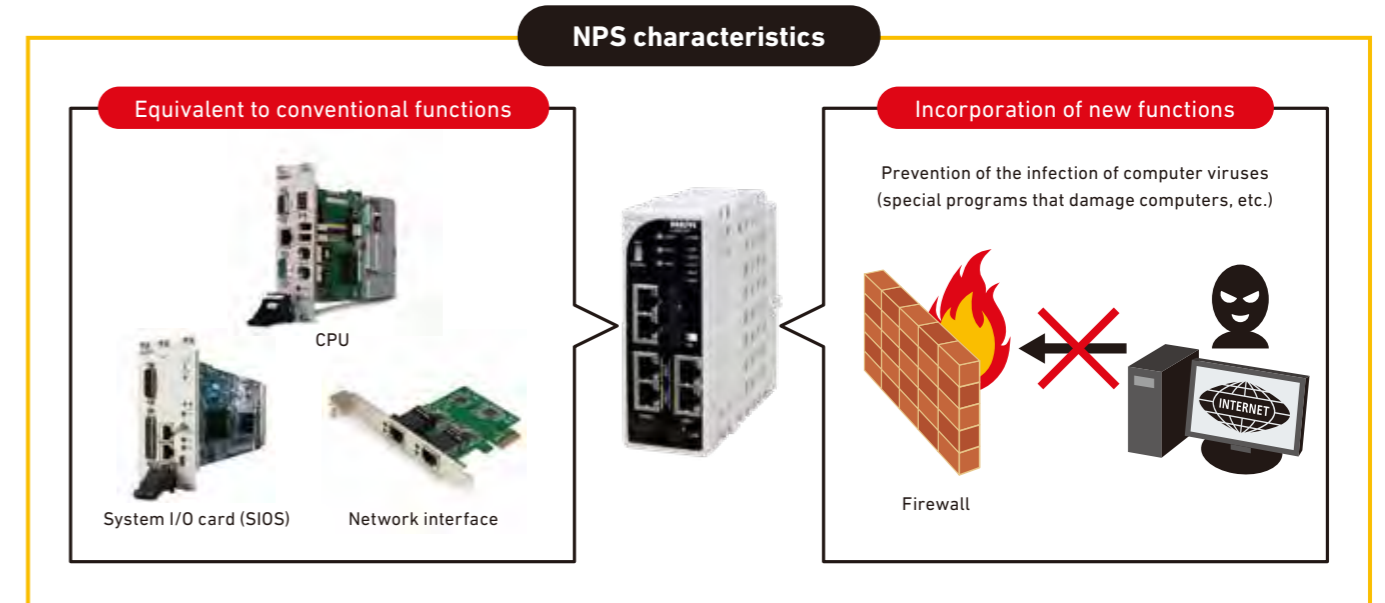 NPS characteristics
Equivalent to conventional functions
CPU
System I/O card (SIOS)
Network interface
Incorporation of new functions
Prevention of the infection of computer viruses
(special programs that damage computers, etc.)
INTERNET
Firewall